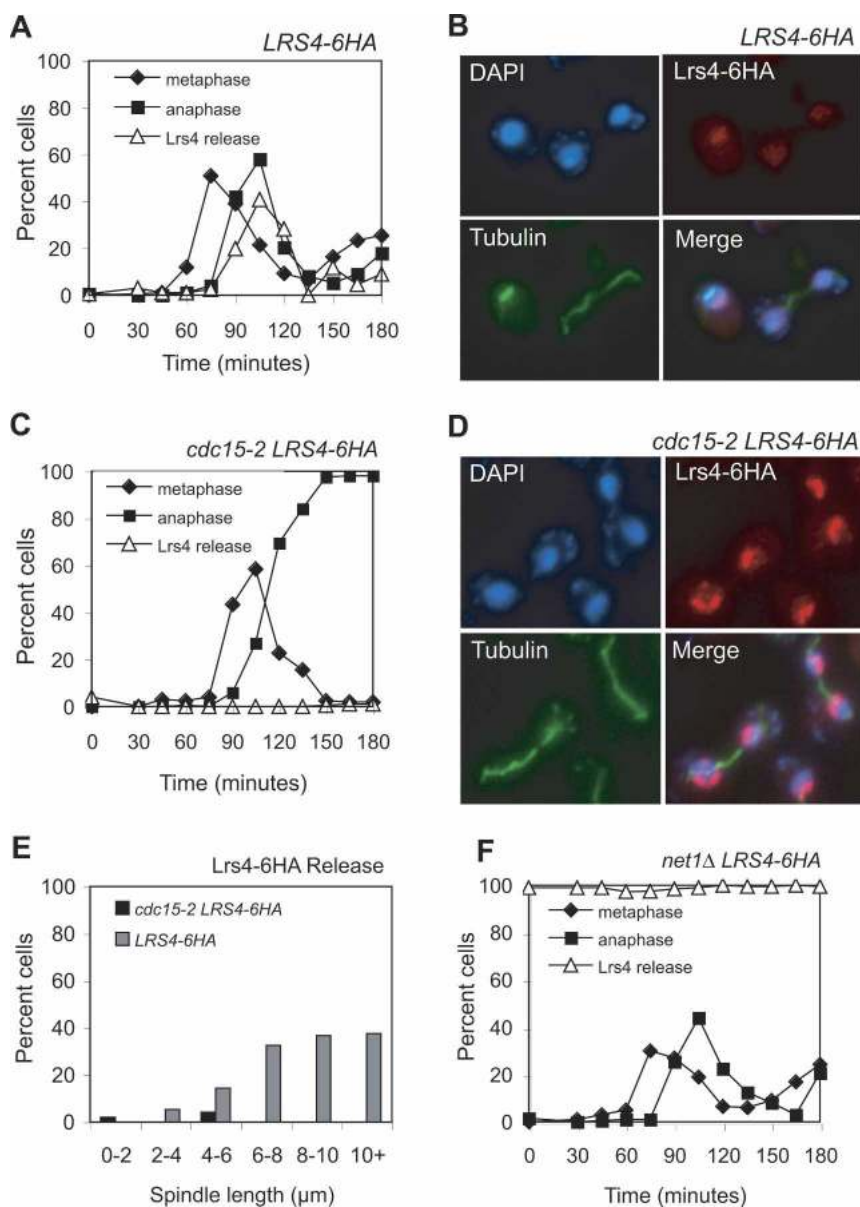 A
LRS4-6HA
Percent cells
100
80
60
40
20
0
metaphase
anaphase
Lrs4 release
0 30 60 90 120 150 180
Time (minutes)
B
LRS4-6HA
DAPI
Lrs4-6HA
Tubulin
Merge
C
cdc15-2 LRS4-6HA
Percent cells
100
80
60
40
20
0
metaphase
anaphase
Lrs4 release
0 30 60 90 120 150 180
Time (minutes)
D
cdc15-2 LRS4-6HA
DAPI
Lrs4-6HA
Tubulin
Merge
E
Lrs4-6HA Release
Percent cells
100
80
60
40
20
0
cdc15-2 LRS4-6HA
LRS4-6HA
0-2 2-4 4-6 6-8 8-10 10+
Spindle length (µm)
F
net1Δ LRS4-6HA
Percent cells
100
80
60
40
20
0
metaphase
anaphase
Lrs4 release
0 30 60 90 120 150 180
Time (minutes)